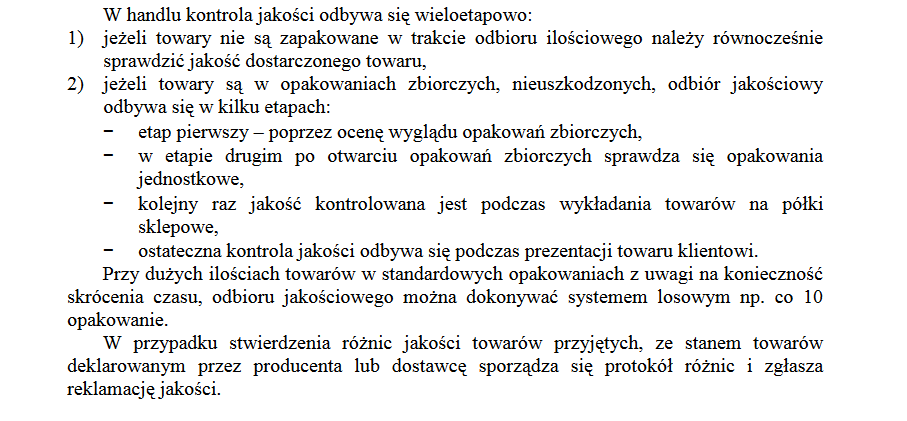 W handlu kontrola jakości odbywa się wieloetapowo:
1) jeżeli towary nie są zapakowane w trakcie odbioru ilościowego należy równocześnie
sprawdzić jakość dostarczonego towaru,
2) jeżeli towary są w opakowaniach zbiorczych, nieuszkodzonych, odbiór jakościowy
odbywa się w kilku etapach:
− etap pierwszy – poprzez ocenę wyglądu opakowań zbiorczych,
− w etapie drugim po otwarciu opakowań zbiorczych sprawdza się opakowania
jednostkowe,
− kolejny raz jakość kontrolowana jest podczas wykładania towarów na półki
sklepowe,
− ostateczna kontrola jakości odbywa się podczas prezentacji towaru klientowi.
Przy dużych ilościach towarów w standardowych opakowaniach z uwagi na konieczność
skrócenia czasu, odbioru jakościowego można dokonywać systemem losowym np. co 10
opakowanie.
W przypadku stwierdzenia różnic jakości towarów przyjętych, ze stanem towarów
deklarowanym przez producenta lub dostawcę sporządza się protokół różnic i zgłasza
reklamację jakości.